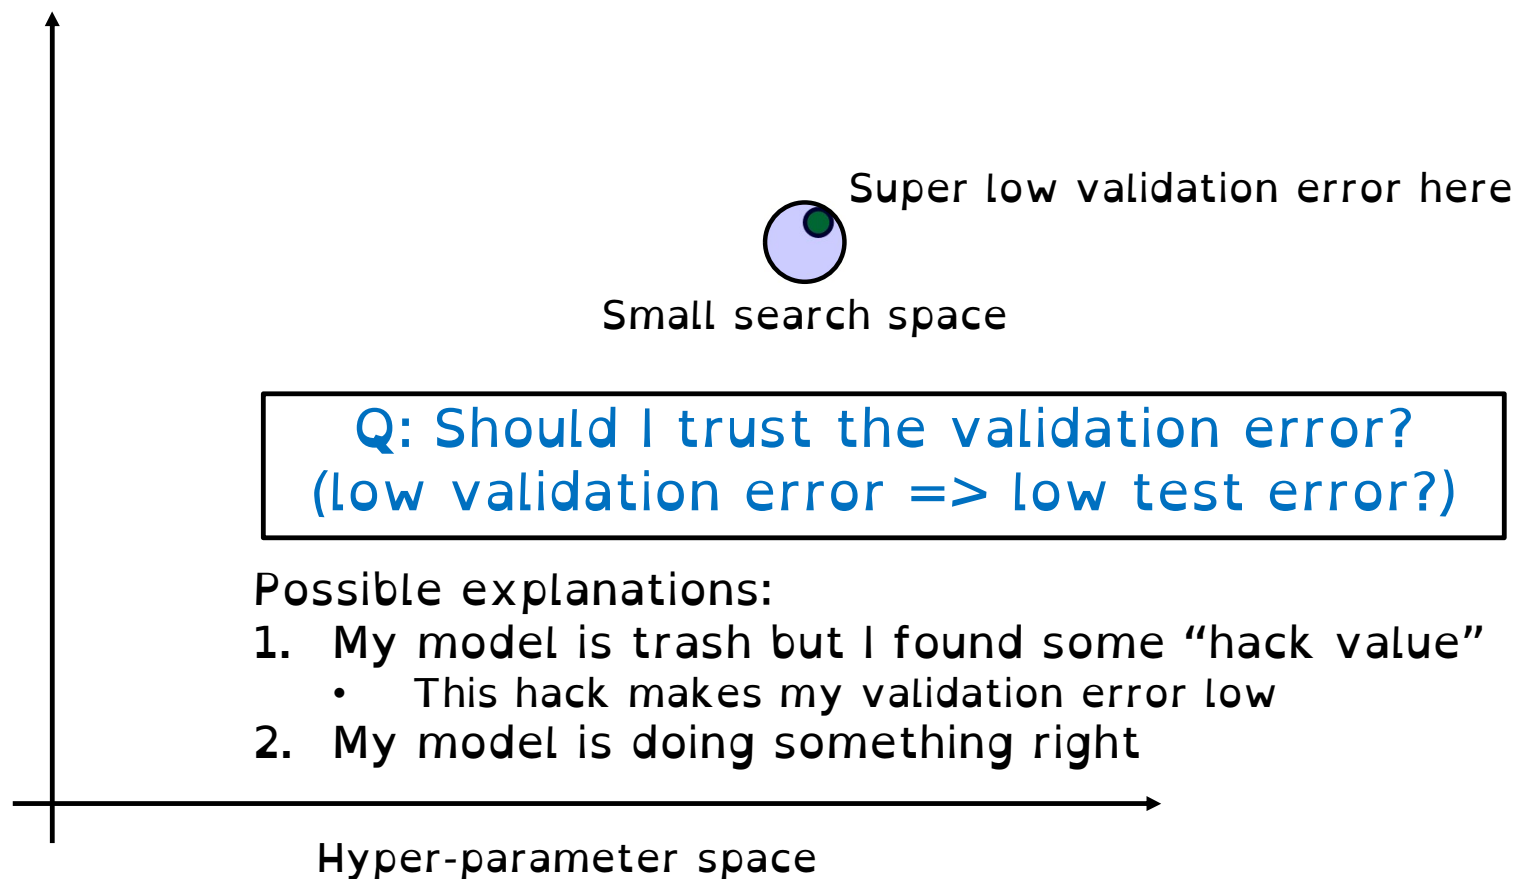 Super low validation error here
Small search space
Q: Should I trust the validation error?
(low validation error => low test error?)
Possible explanations:
1. My model is trash but I found some “hack value”
• This hack makes my validation error low
2. My model is doing something right
Hyper-parameter space